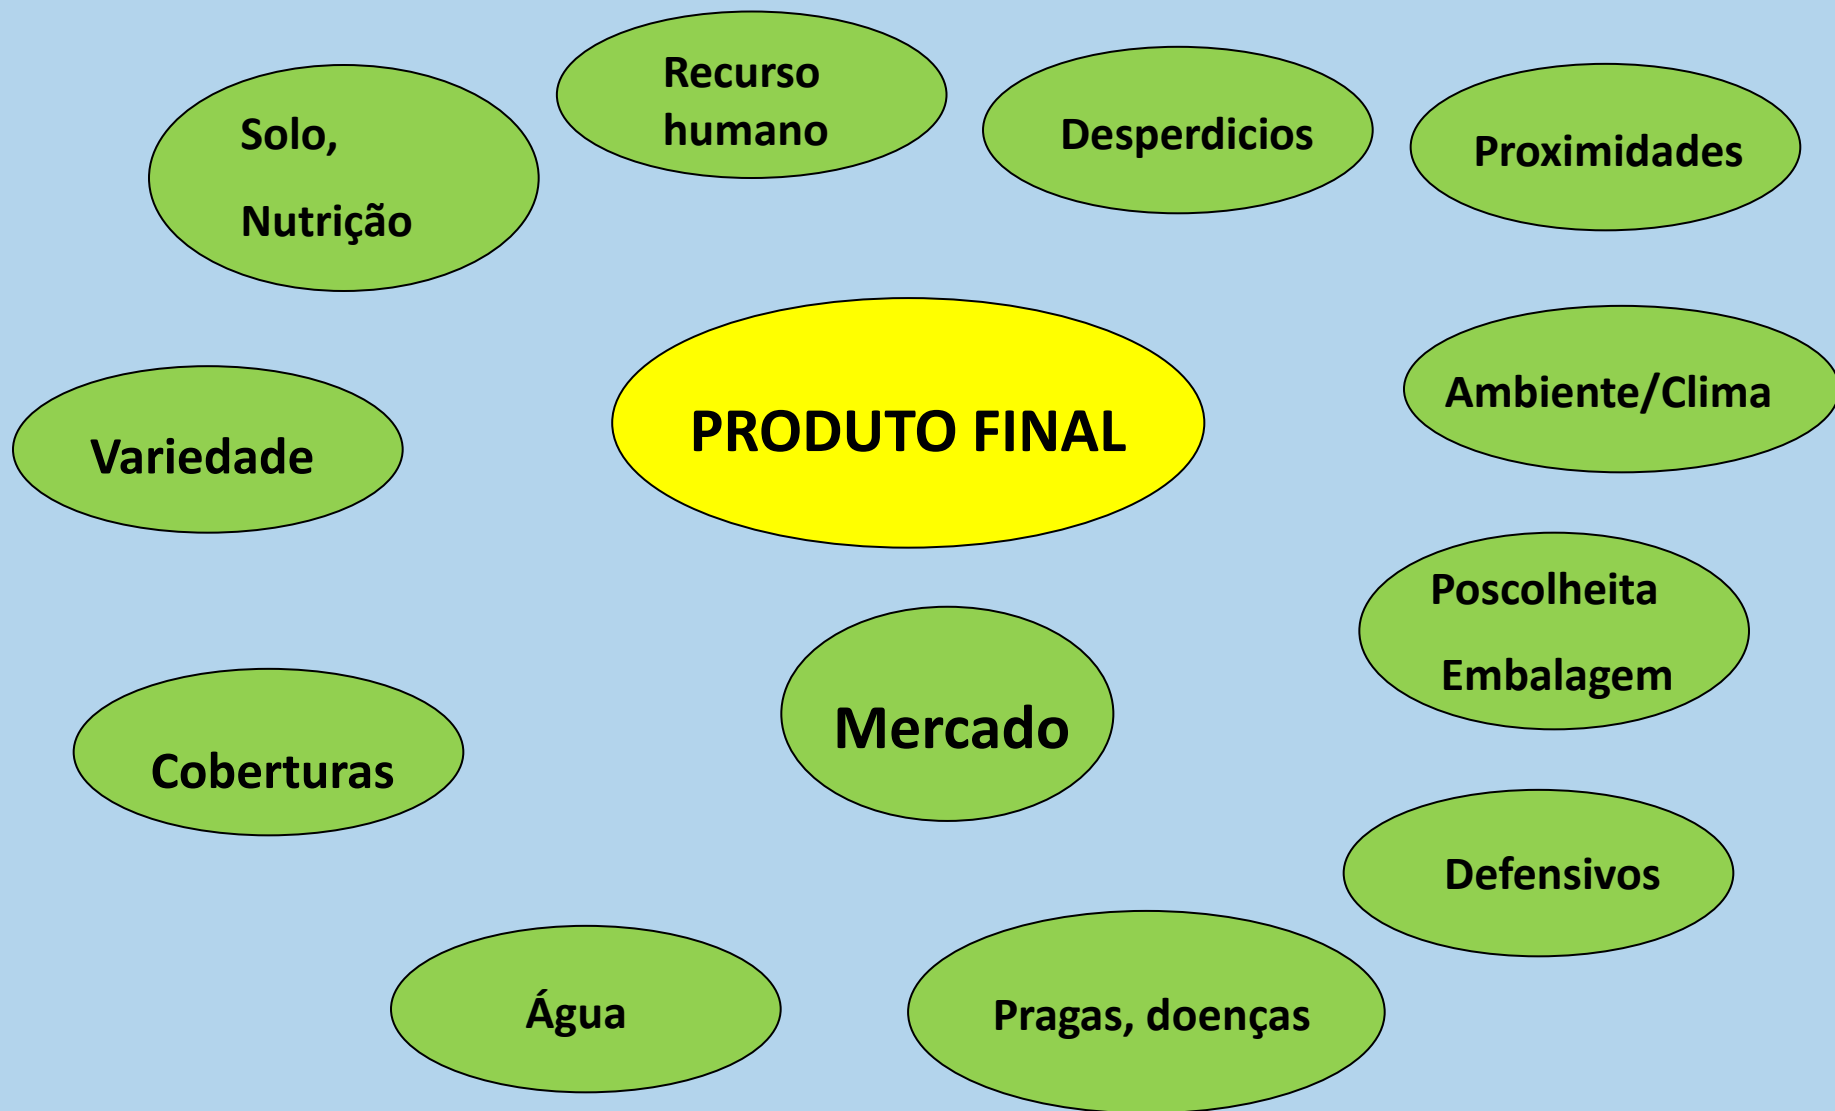 Recurso
humano
Solo,
Nutrição
Desperdicios
Proximidades
PRODUTO FINAL
Ambiente/Clima
Variedade
Poscolheita
Embalagem
Mercado
Coberturas
Defensivos
Água
Pragas, doenças